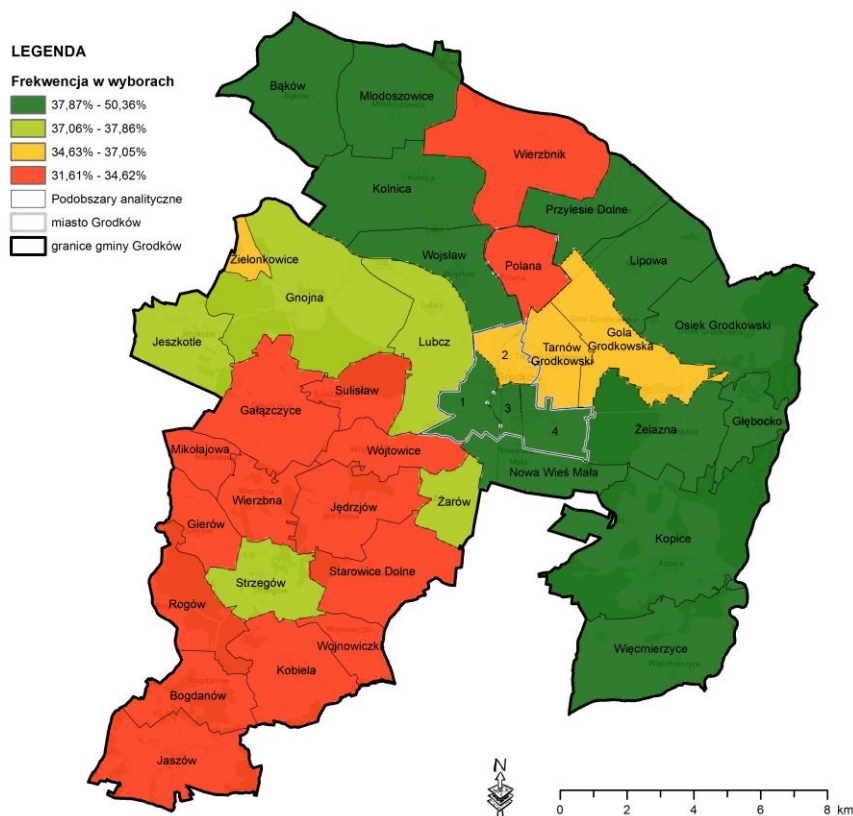 LEGENDA
Frekwencja w wyborach
37,87% - 50,36%
37,06% - 37,86%
34,63% - 37,05%
31,61% - 34,62%
Podobszary analityczne
miasto Grodków
granice gminy Grodków
Bąków
Młodoszowice
Wierzbnik
Kolnica
Przylesie Dolne
Wojsław
Polana
Lipowa
Zielonkowice
Gnojna
Osiek Grodkowski
Jeszkotle
Lubcz
Tarnów
Grodkowski
Gola
Grodkowska
2
Sulisław
Gałązczyce
1
3
4
Żelazna
Głębocko
Mikołajowa
Wójtowice
Nowa Wieś Mała
Wierzbna
Jędrzjów
Żarów
Gierów
Kopice
Strzegów
Starowice Dolne
Rogów
Wojnowiczki
Kobiela
Więcmierzyce
Bogdanów
Jaszów
N
0 2 4 6 8 km